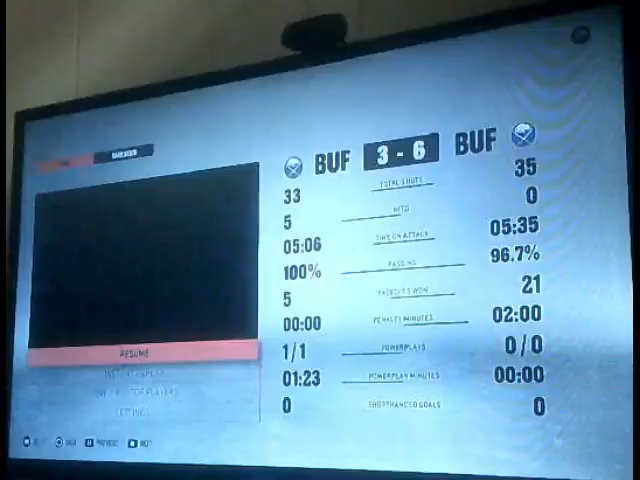 BUF 3 - 6 BUF
33 TOTAL SHOTS 35
5 HITS 0
05:06 TIME ON ATTACK 05:35
100% PASSING 96.7%
5 FACEOFFS WON 21
00:00 PENALTY MINUTES 02:00
1/1 POWERPLAYS 0/0
01:23 POWERPLAY MINUTES 00:00
0 SHORTHANDED GOALS 0
RESUME
SETTINGS